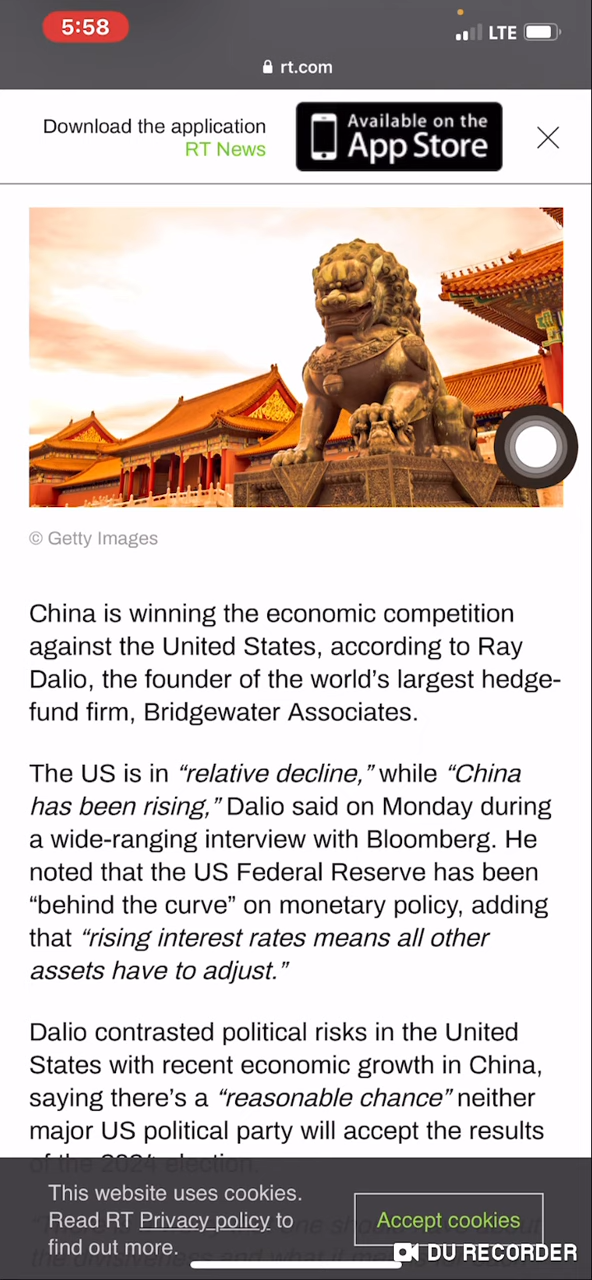 5:58
LTE
rt.com
Download the application
RT News
Available on the
App Store
© Getty Images
China is winning the economic competition
against the United States, according to Ray
Dalio, the founder of the world’s largest hedge-
fund firm, Bridgewater Associates.
The US is in “relative decline,” while “China
has been rising,” Dalio said on Monday during
a wide-ranging interview with Bloomberg. He
noted that the US Federal Reserve has been
“behind the curve” on monetary policy, adding
that “rising interest rates means all other
assets have to adjust.”
Dalio contrasted political risks in the United
States with recent economic growth in China,
saying there’s a “reasonable chance” neither
major US political party will accept the results
of the 2024 election.
This website uses cookies.
Read RT Privacy policy to
find out more.
Accept cookies
DU RECORDER